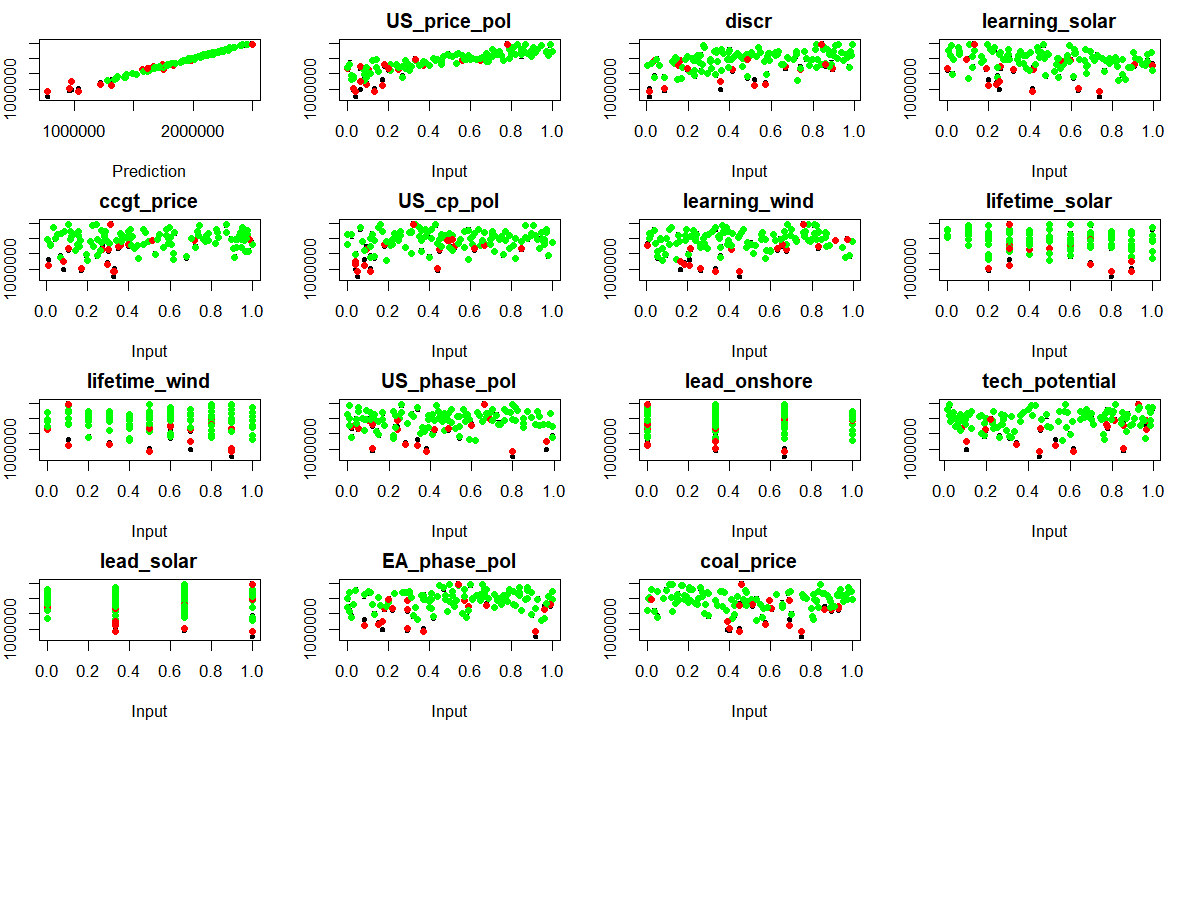 US_price_pol discr learning_solar
1000000 1000000 1000000 1000000
1000000 2000000 0.0 0.2 0.4 0.6 0.8 1.0 0.0 0.2 0.4 0.6 0.8 1.0 0.0 0.2 0.4 0.6 0.8 1.0
Prediction Input Input Input
ccgt_price US_cp_pol learning_wind lifetime_solar
1000000 1000000 1000000 1000000
0.0 0.2 0.4 0.6 0.8 1.0 0.0 0.2 0.4 0.6 0.8 1.0 0.0 0.2 0.4 0.6 0.8 1.0 0.0 0.2 0.4 0.6 0.8 1.0
Input Input Input Input
lifetime_wind US_phase_pol lead_onshore tech_potential
1000000 1000000 1000000 1000000
0.0 0.2 0.4 0.6 0.8 1.0 0.0 0.2 0.4 0.6 0.8 1.0 0.0 0.2 0.4 0.6 0.8 1.0 0.0 0.2 0.4 0.6 0.8 1.0
Input Input Input Input
lead_solar EA_phase_pol coal_price
1000000 1000000 1000000
0.0 0.2 0.4 0.6 0.8 1.0 0.0 0.2 0.4 0.6 0.8 1.0 0.0 0.2 0.4 0.6 0.8 1.0
Input Input Input